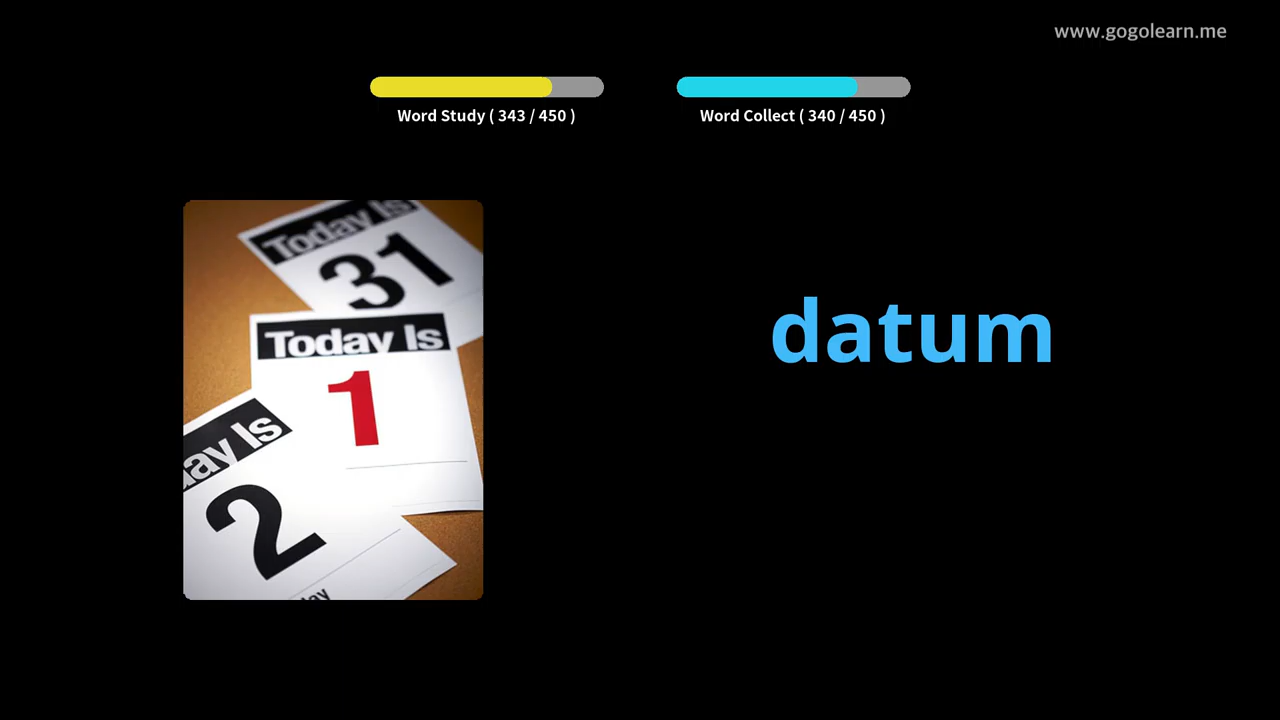 www.gogolearn.me
Word Study ( 343 / 450 )
Word Collect ( 340 / 450 )
Today Is
31
Today Is
1
ay Is
2
datum